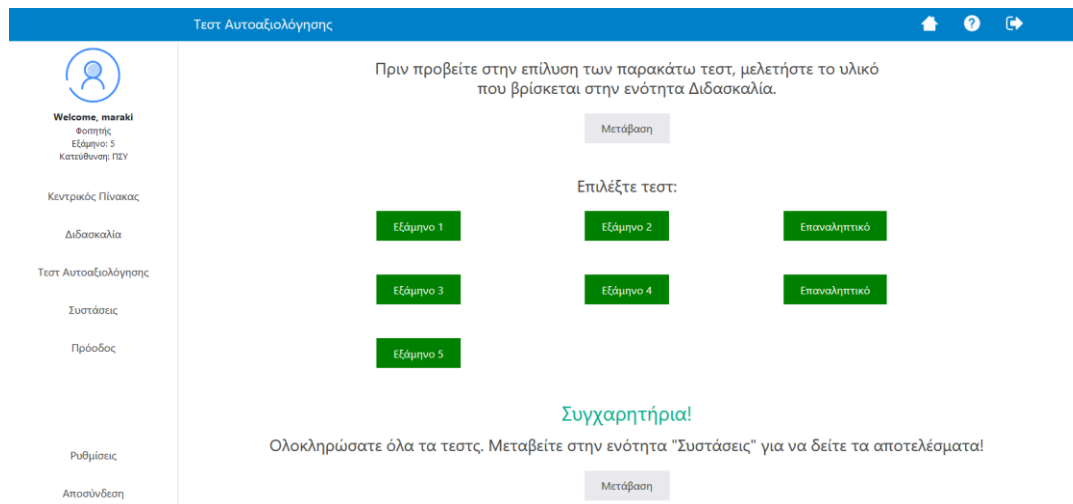 Τεστ Αυτοαξιολόγησης
Welcome, maraki
Φοιτητής
Εξάμηνο: 5
Κατεύθυνση: ΠΣΥ
Κεντρικός Πίνακας
Διδασκαλία
Τεστ Αυτοαξιολόγησης
Συστάσεις
Πρόοδος
Ρυθμίσεις
Αποσύνδεση
Πριν προβείτε στην επίλυση των παρακάτω τεστ, μελετήστε το υλικό
που βρίσκεται στην ενότητα Διδασκαλία.
Μετάβαση
Επιλέξτε τεστ:
Εξάμηνο 1
Εξάμηνο 2
Επαναληπτικό
Εξάμηνο 3
Εξάμηνο 4
Επαναληπτικό
Εξάμηνο 5
Συγχαρητήρια!
Ολοκληρώσατε όλα τα τεστς. Μεταβείτε στην ενότητα "Συστάσεις" για να δείτε τα αποτελέσματα!
Μετάβαση